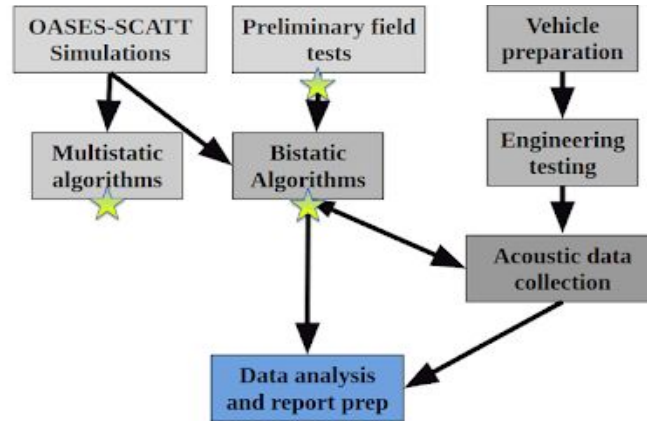 OASES-SCATT
Simulations
Preliminary field
tests
Vehicle
preparation
Multistatic
algorithms
Bistatic
Algorithms
Engineering
testing
Acoustic data
collection
Data analysis
and report prep